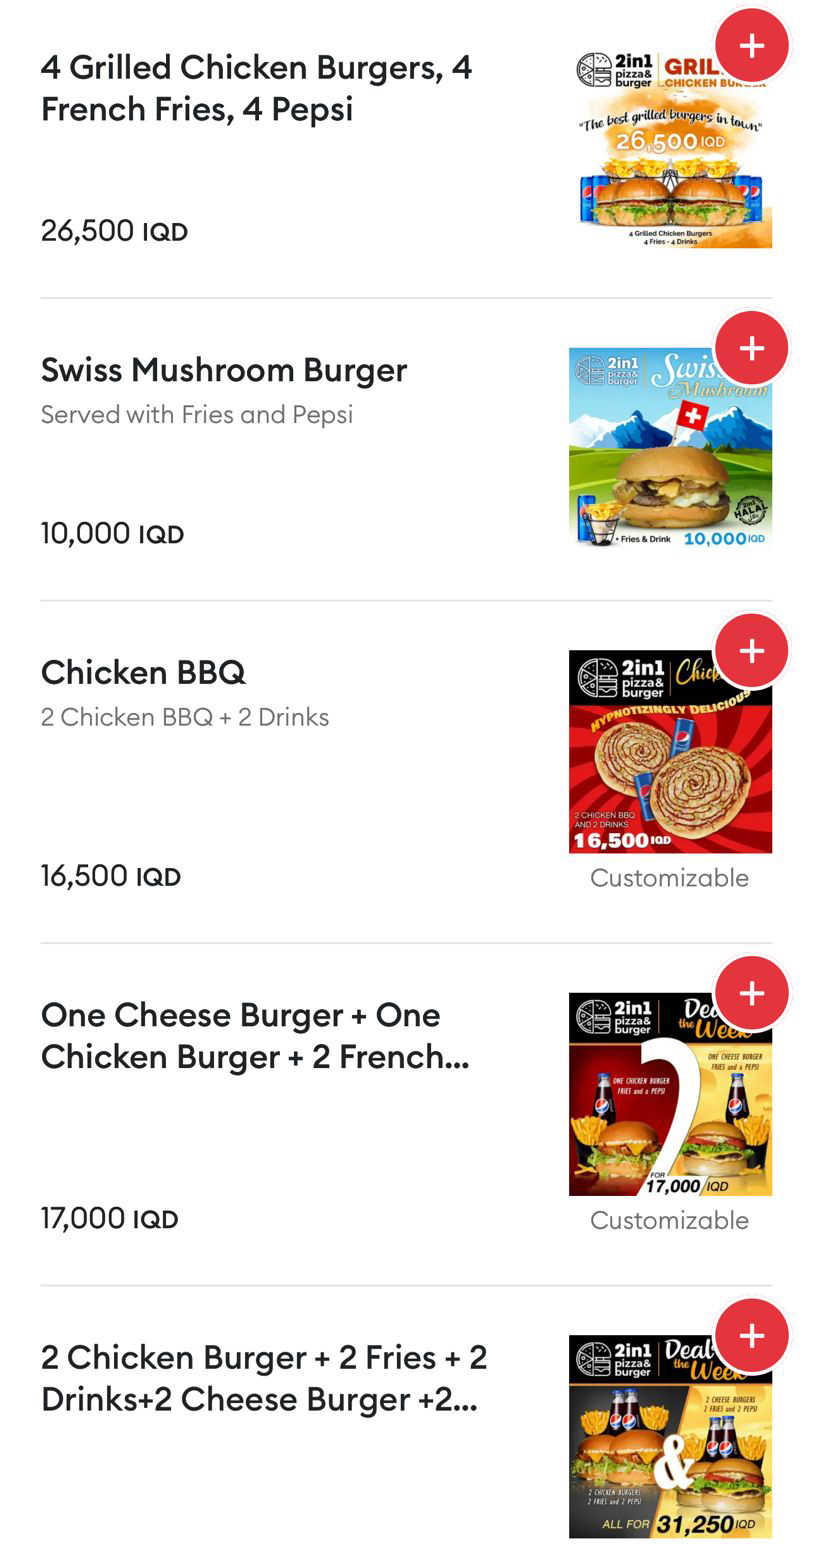 4 Grilled Chicken Burgers, 4
French Fries, 4 Pepsi
26,500 IQD
2in1
pizza&
burger
GRIL
CHICKEN BUR
"The best grilled burgers in town"
26,500 IQD
4 Grilled Chicken Burgers
4 Fries - 4 Drinks
Swiss Mushroom Burger
Served with Fries and Pepsi
10,000 IQD
2in1
pizza&
burger
Swiss
Mushroom
2in1
HALAL
• Fries & Drink 10,000 IQD
Chicken BBQ
2 Chicken BBQ + 2 Drinks
16,500 IQD
2in1
pizza&
burger
Chick
HYPNOTIZINGLY DELICIOUS
2 CHICKEN BBQ
AND 2 DRINKS
16,500 IQD
Customizable
One Cheese Burger + One
Chicken Burger + 2 French...
17,000 IQD
2in1
pizza&
burger
Dea
the Week
ONE CHEESE BURGER
FRIES and a PEPSI
ONE CHICKEN BURGER
FRIES and a PEPSI
2
FOR
17,000 IQD
Customizable
2 Chicken Burger + 2 Fries + 2
Drinks+2 Cheese Burger +2...
2in1
pizza&
burger
Deal
the Week
2 CHEESE BURGERS
2 FRIES and 2 PEPSI
&
2 CHICKEN BURGERS
2 FRIES and 2 PEPSI
ALL FOR 31,250 IQD